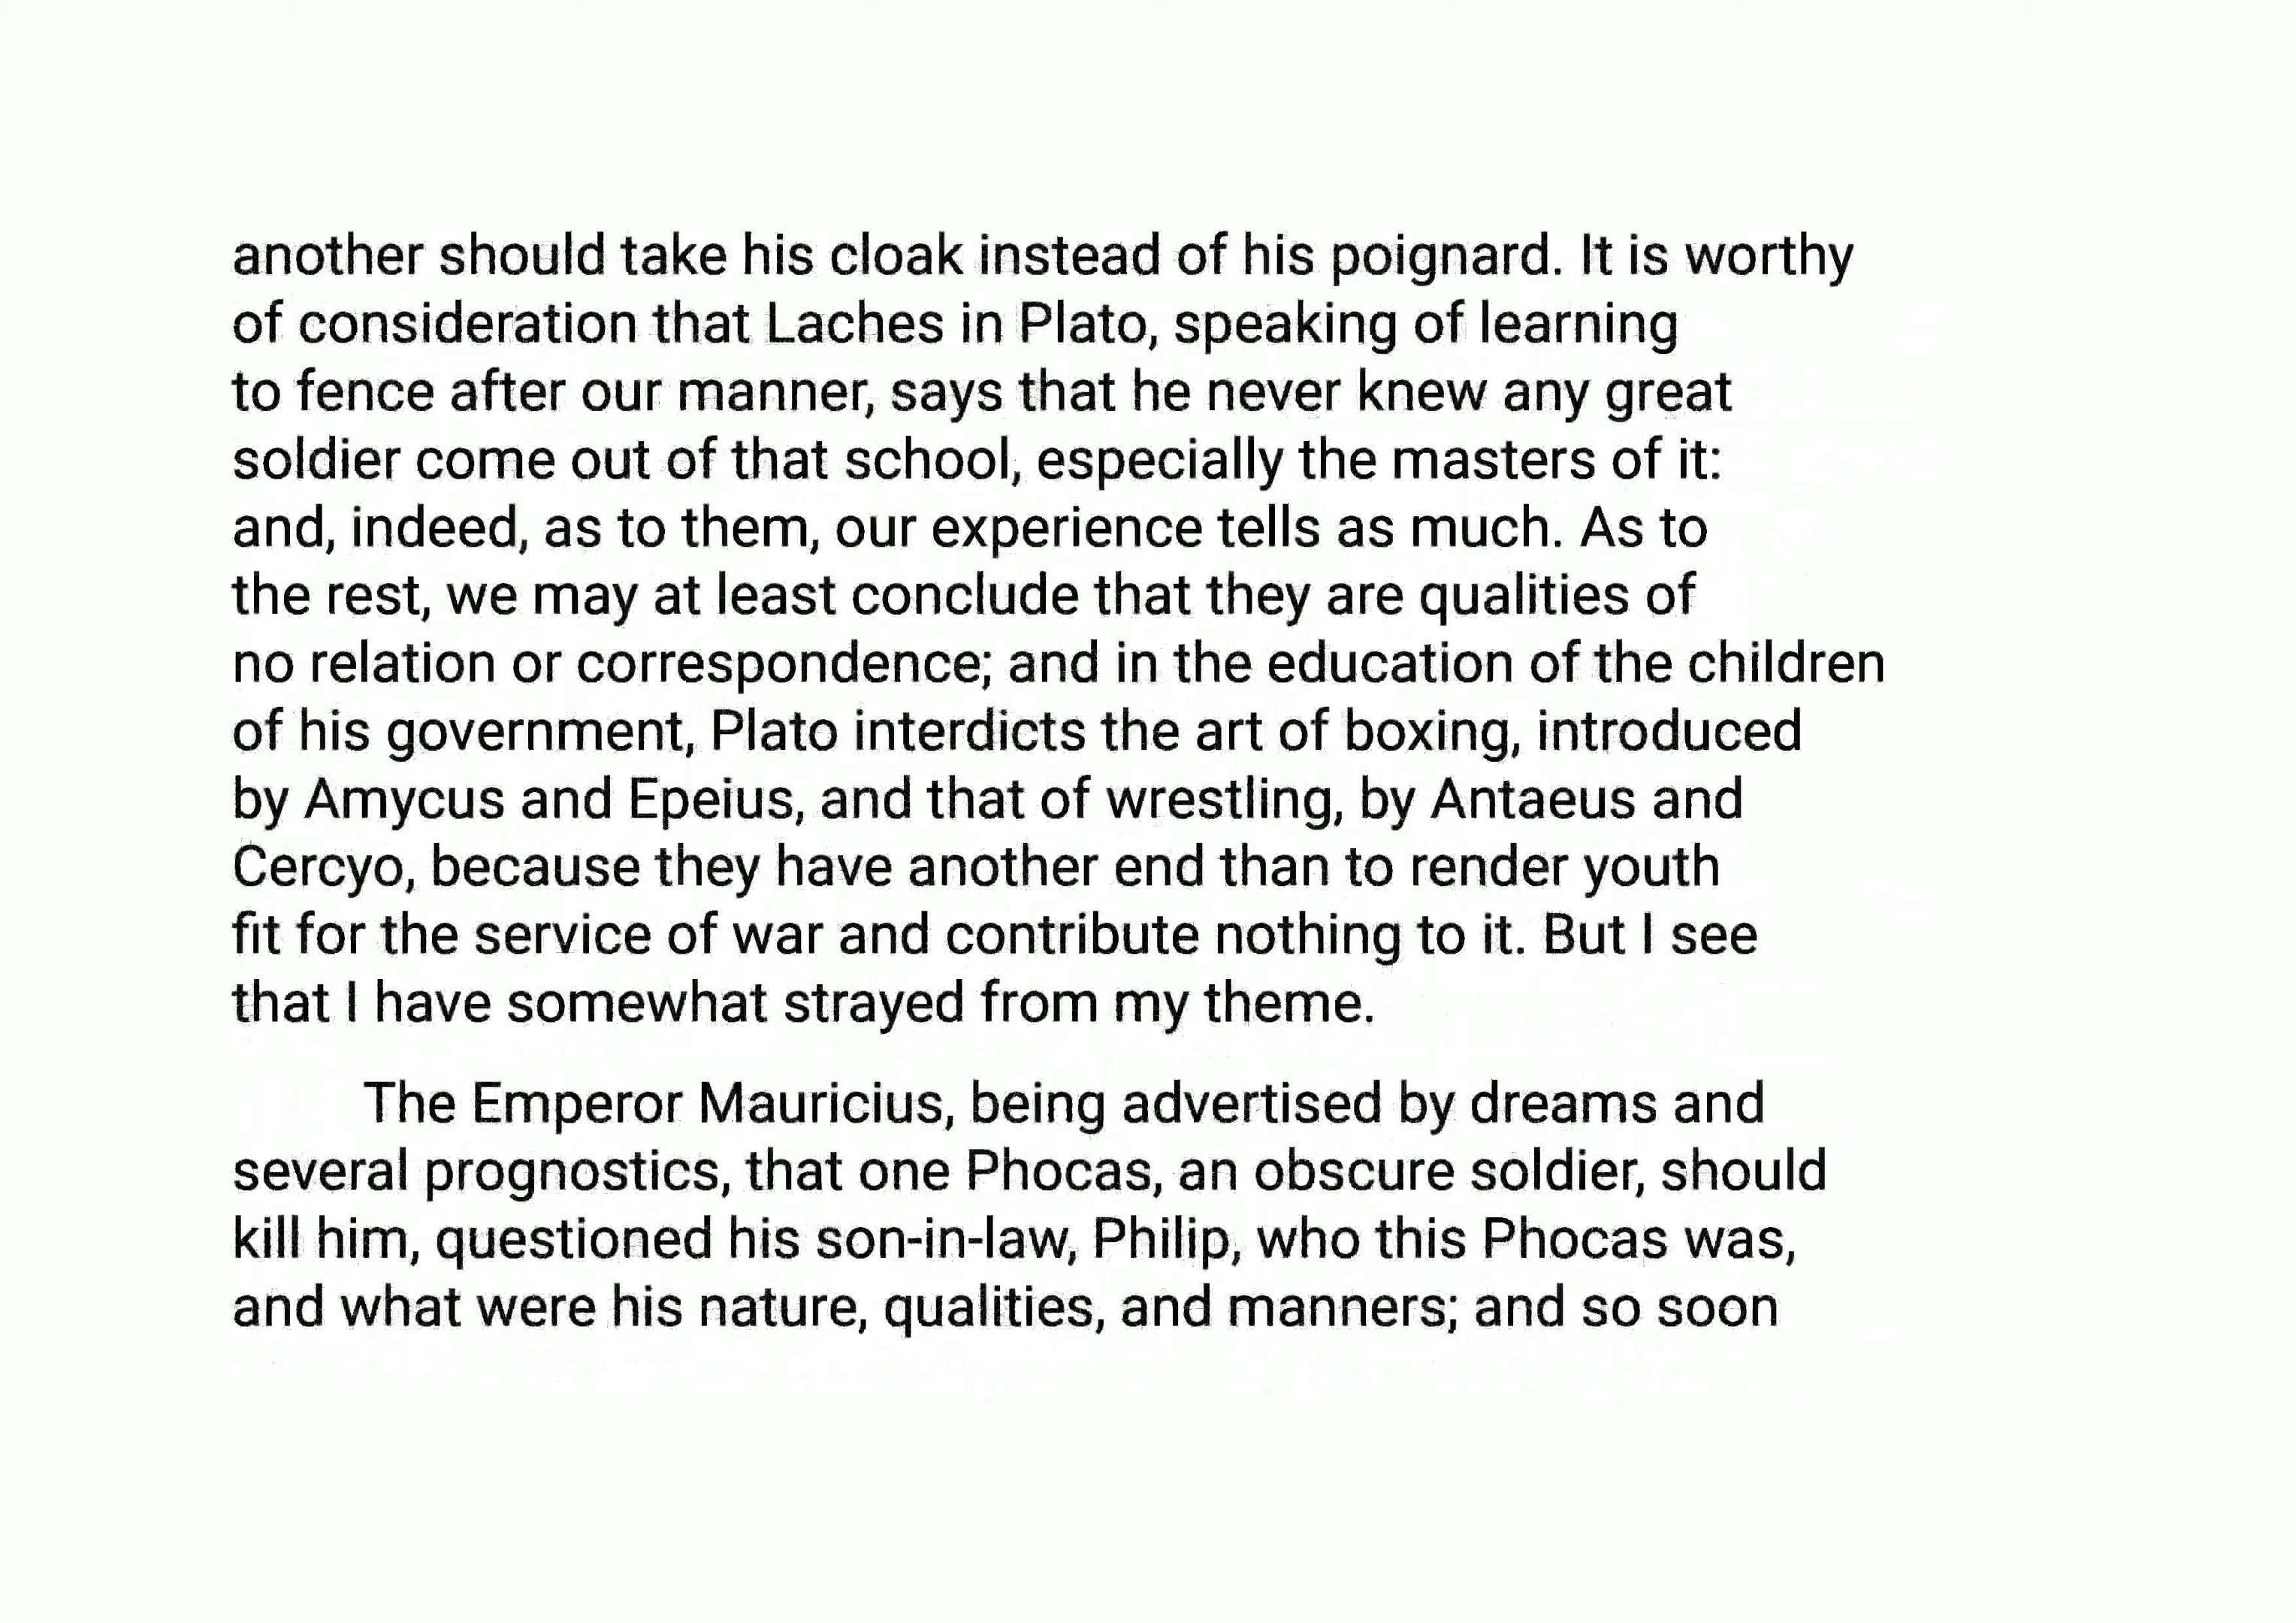 another should take his cloak instead of his poignard. It is worthy
of consideration that Laches in Plato, speaking of learning
to fence after our manner, says that he never knew any great
soldier come out of that school, especially the masters of it:
and, indeed, as to them, our experience tells as much. As to
the rest, we may at least conclude that they are qualities of
no relation or correspondence; and in the education of the children
of his government, Plato interdicts the art of boxing, introduced
by Amycus and Epeius, and that of wrestling, by Antaeus and
Cercyo, because they have another end than to render youth
fit for the service of war and contribute nothing to it. But I see
that I have somewhat strayed from my theme.
The Emperor Mauricius, being advertised by dreams and
several prognostics, that one Phocas, an obscure soldier, should
kill him, questioned his son-in-law, Philip, who this Phocas was,
and what were his nature, qualities, and manners; and so soon